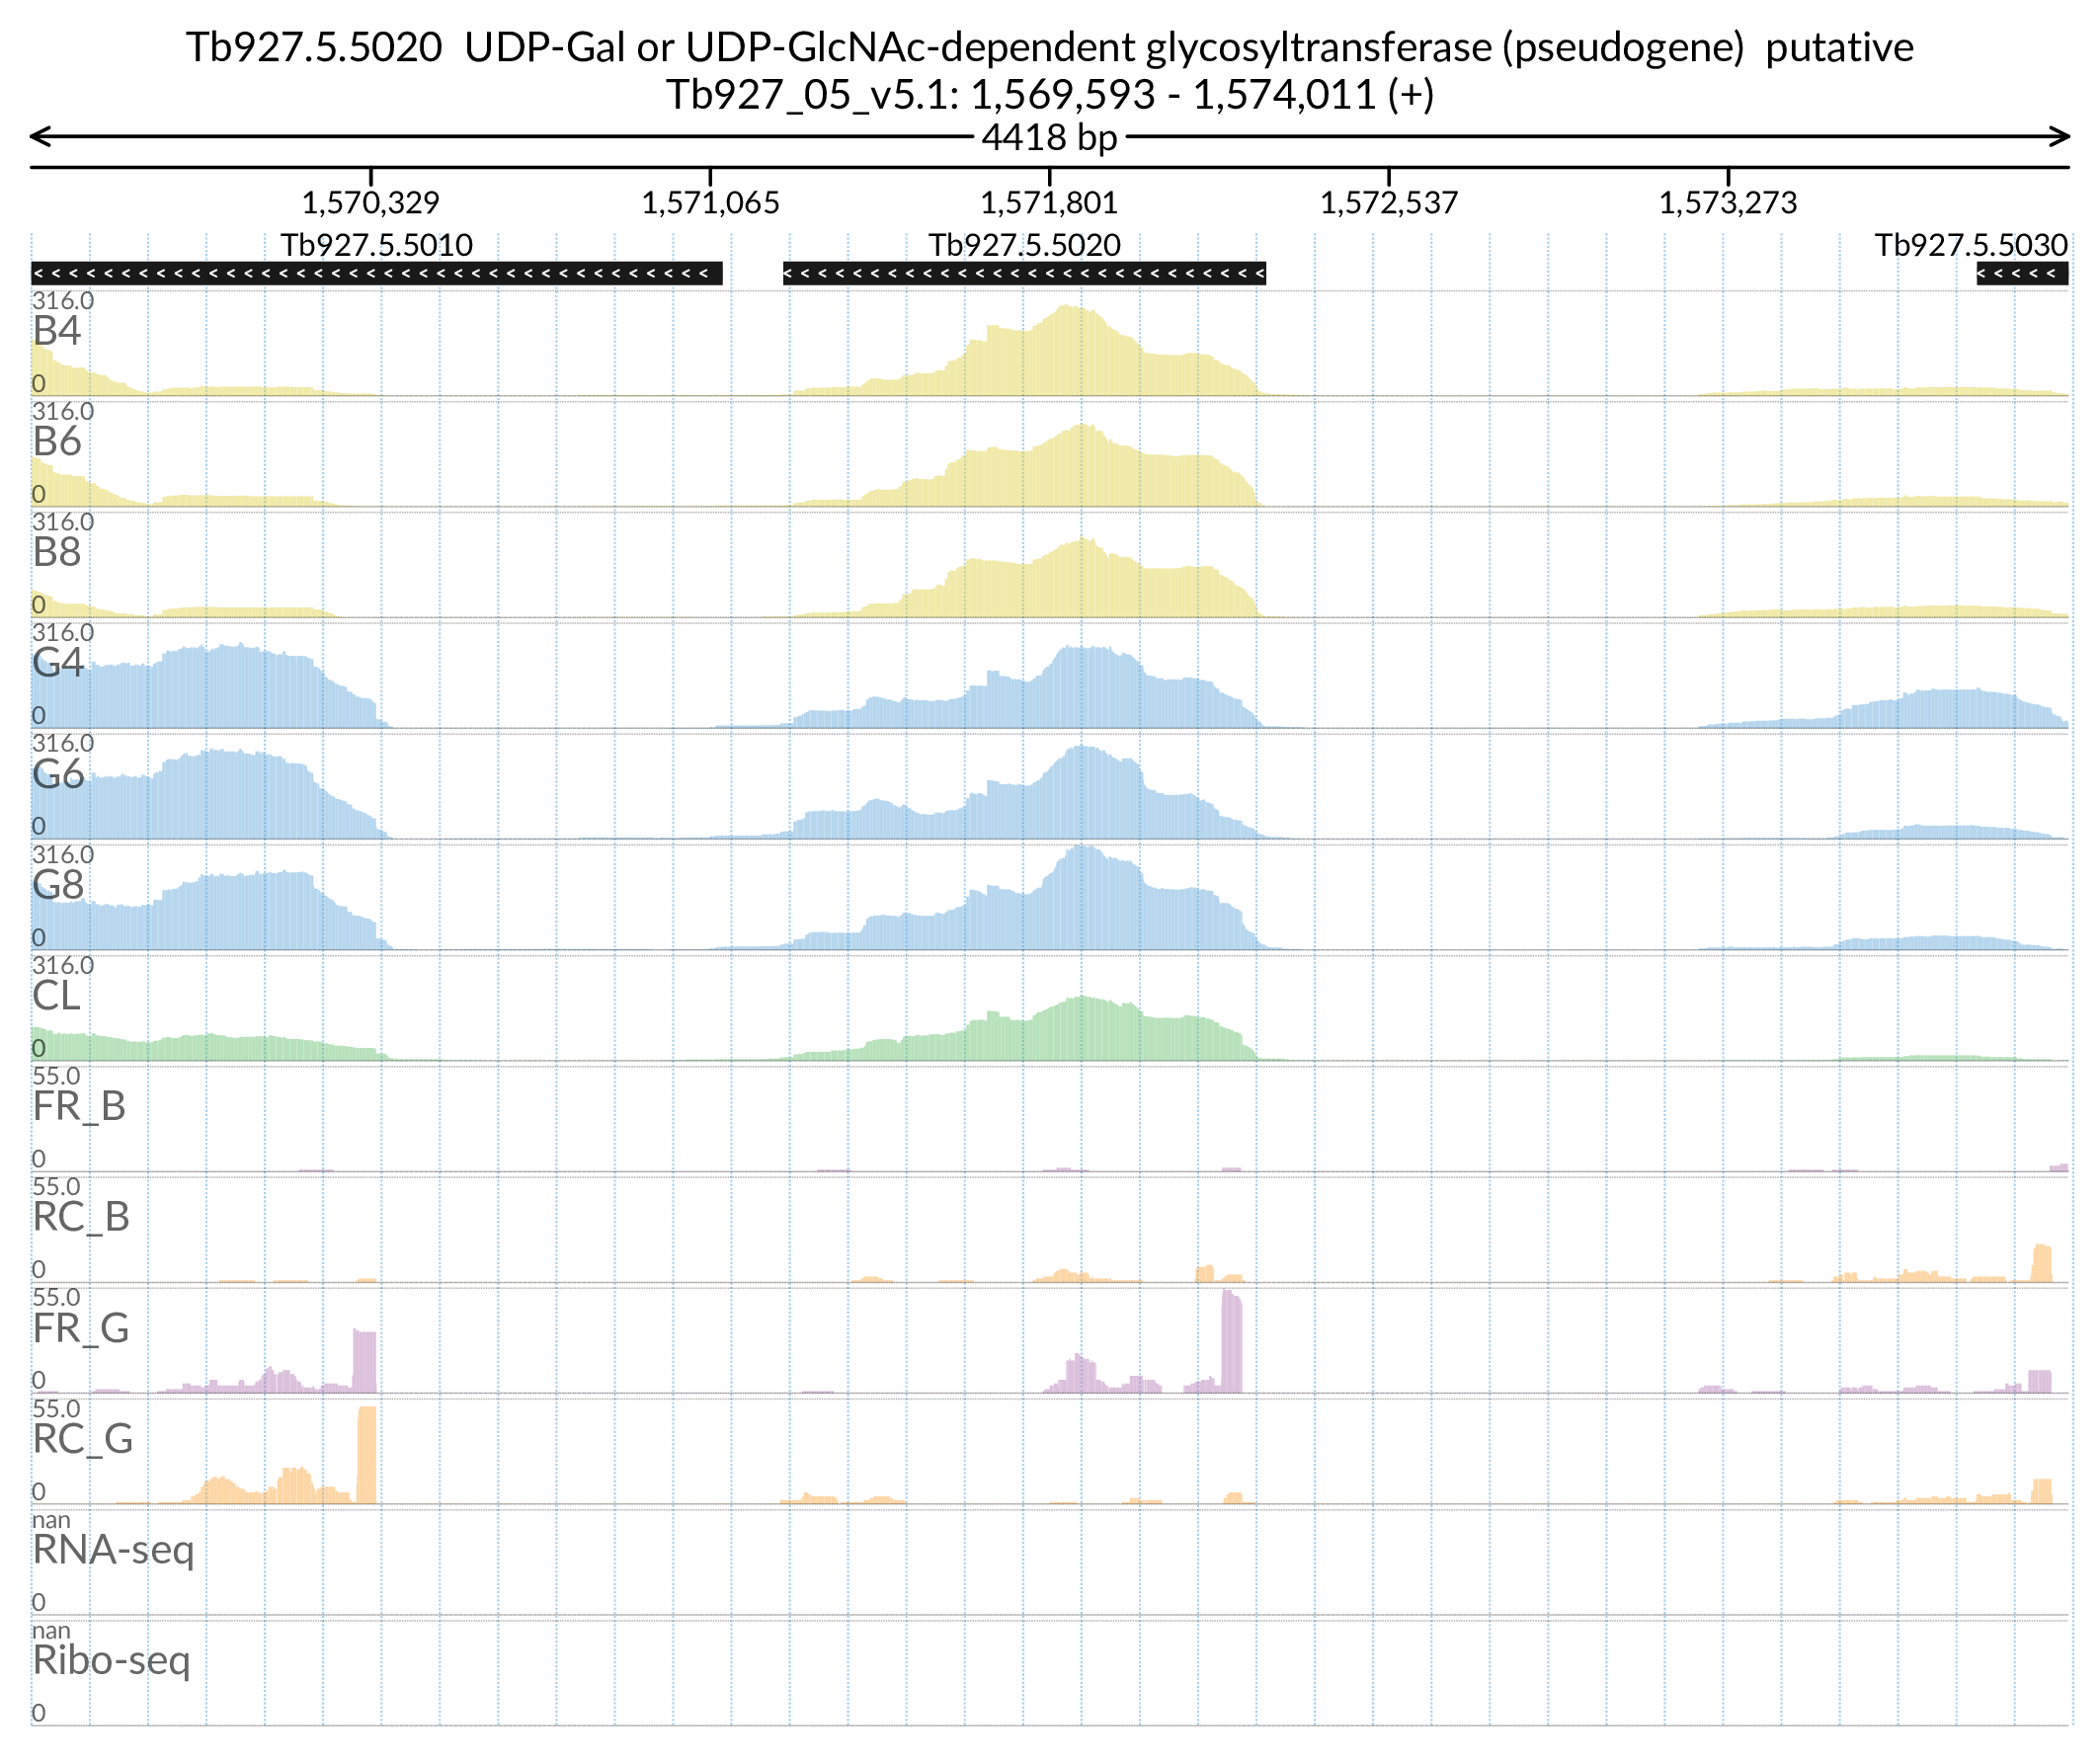 Tb927.5.5020  UDP-Gal or UDP-GlcNAc-dependent glycosyltransferase (pseudogene)  putative
Tb927_05_v5.1: 1,569,593 - 1,574,011 (+)
4418 bp
1,570,329 1,571,065 1,571,801 1,572,537 1,573,273
Tb927.5.5010 Tb927.5.5020 Tb927.5.5030
316.0
B4
0
316.0
B6
0
316.0
B8
0
316.0
G4
0
316.0
G6
0
316.0
G8
0
316.0
CL
0
55.0
FR_B
0
55.0
RC_B
0
55.0
FR_G
0
55.0
RC_G
0
nan
RNA-seq
0
nan
Ribo-seq
0